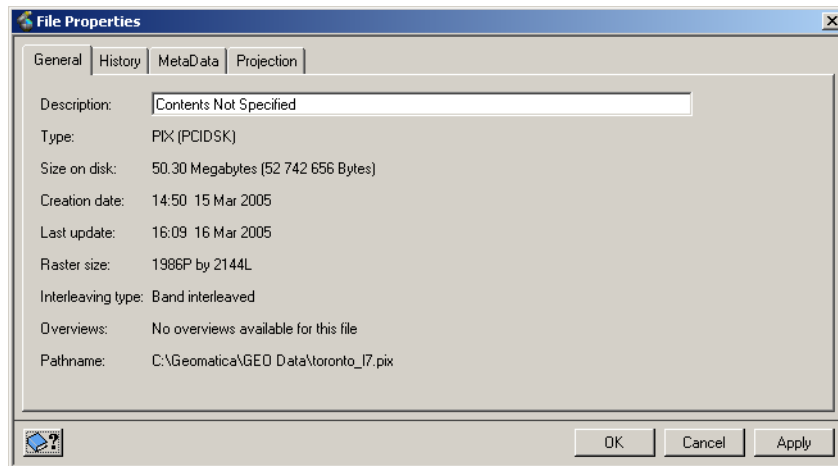 File Properties
General History MetaData Projection
Description: Contents Not Specified
Type: PIX (PCIDSK)
Size on disk: 50.30 Megabytes (52 742 656 Bytes)
Creation date: 14:50 15 Mar 2005
Last update: 16:09 16 Mar 2005
Raster size: 1986P by 2144L
Interleaving type: Band interleaved
Overviews: No overviews available for this file
Pathname: C:\Geomatica\GEO Data\toronto_l7.pix
? OK Cancel Apply